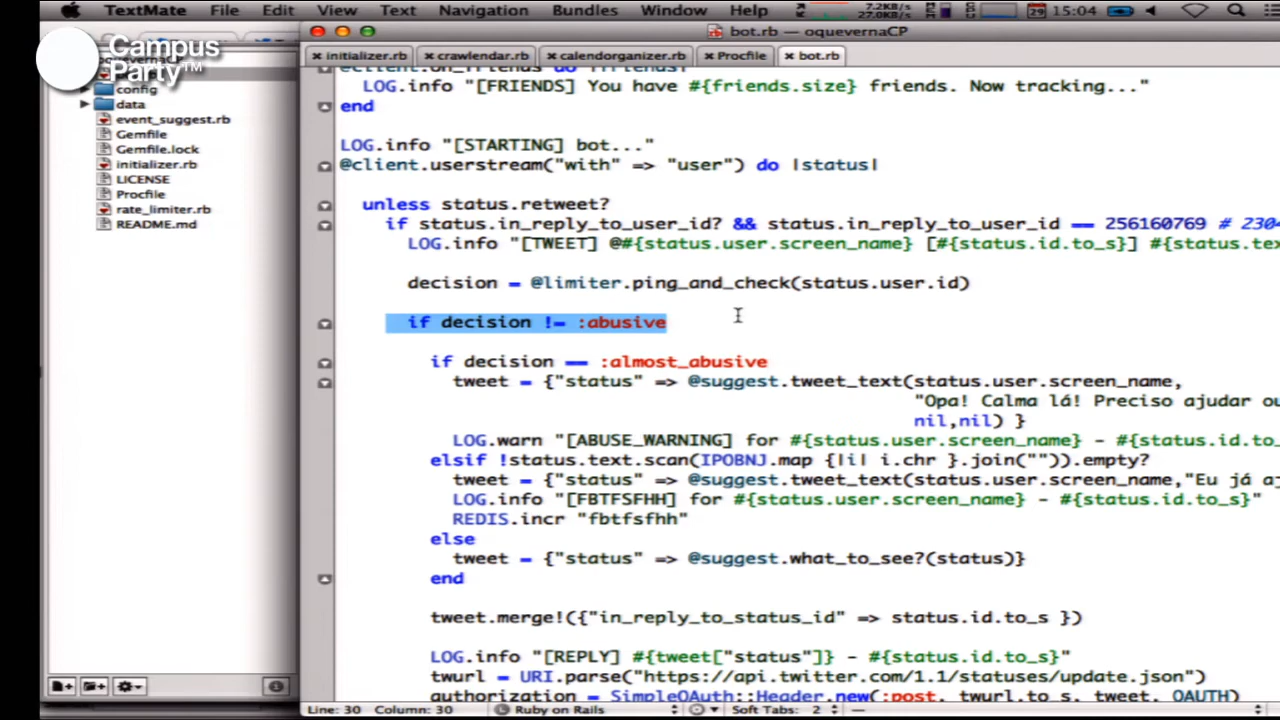 TextMate File Edit View Text Navigation Bundles Window Help 7.2KB/s 27.0KB/s 29 15:04
bot.rb — oquevernaCP
Campus
Party™
initializer.rb crawlendar.rb calendorganizer.rb Procfile bot.rb
config
data
event_suggest.rb
Gemfile
Gemfile.lock
initializer.rb
LICENSE
Procfile
rate_limiter.rb
README.md
LOG.info "[FRIENDS] You have #{friends.size} friends. Now tracking..."
end
LOG.info "[STARTING] bot..."
@client.userstream("with" => "user") do |status|
unless status.retweet?
if status.in_reply_to_user_id? && status.in_reply_to_user_id == 256160769 # 2304
LOG.info "[TWEET] @#{status.user.screen_name} [#{status.id.to_s}] #{status.tex
decision = @limiter.ping_and_check(status.user.id)
if decision != :abusive
if decision == :almost_abusive
tweet = {"status" => @suggest.tweet_text(status.user.screen_name,
"Opa! Calma lá! Preciso ajudar ou
nil,nil) }
LOG.warn "[ABUSE_WARNING] for #{status.user.screen_name} - #{status.id.to_
elsif !status.text.scan(IPOBNJ.map {|i| i.chr }.join("")).empty?
tweet = {"status" => @suggest.tweet_text(status.user.screen_name,"Eu já aj
LOG.info "[FBTFSFHH] for #{status.user.screen_name} - #{status.id.to_s}"
REDIS.incr "fbtfsfhh"
else
tweet = {"status" => @suggest.what_to_see?(status)}
end
tweet.merge!({"in_reply_to_status_id" => status.id.to_s })
LOG.info "[REPLY] #{tweet["status"]} - #{status.id.to_s}"
twurl = URI.parse("https://api.twitter.com/1.1/statuses/update.json")
authorization = SimpleOAuth::Header.new(:post, twurl.to_s, tweet, OAUTH)
Line: 30 Column: 30 Ruby on Rails Soft Tabs: 2 —